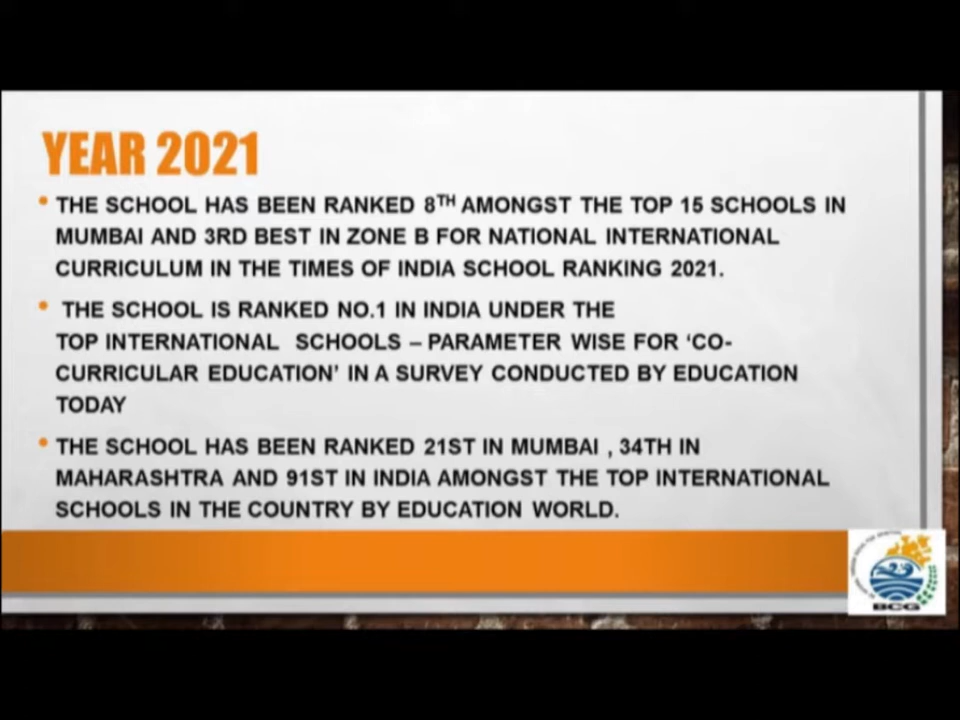 YEAR 2021
• THE SCHOOL HAS BEEN RANKED 8TH AMONGST THE TOP 15 SCHOOLS IN
MUMBAI AND 3RD BEST IN ZONE B FOR NATIONAL INTERNATIONAL
CURRICULUM IN THE TIMES OF INDIA SCHOOL RANKING 2021.
• THE SCHOOL IS RANKED NO.1 IN INDIA UNDER THE
TOP INTERNATIONAL SCHOOLS – PARAMETER WISE FOR ‘CO-
CURRICULAR EDUCATION’ IN A SURVEY CONDUCTED BY EDUCATION
TODAY
• THE SCHOOL HAS BEEN RANKED 21ST IN MUMBAI , 34TH IN
MAHARASHTRA AND 91ST IN INDIA AMONGST THE TOP INTERNATIONAL
SCHOOLS IN THE COUNTRY BY EDUCATION WORLD.
BCG